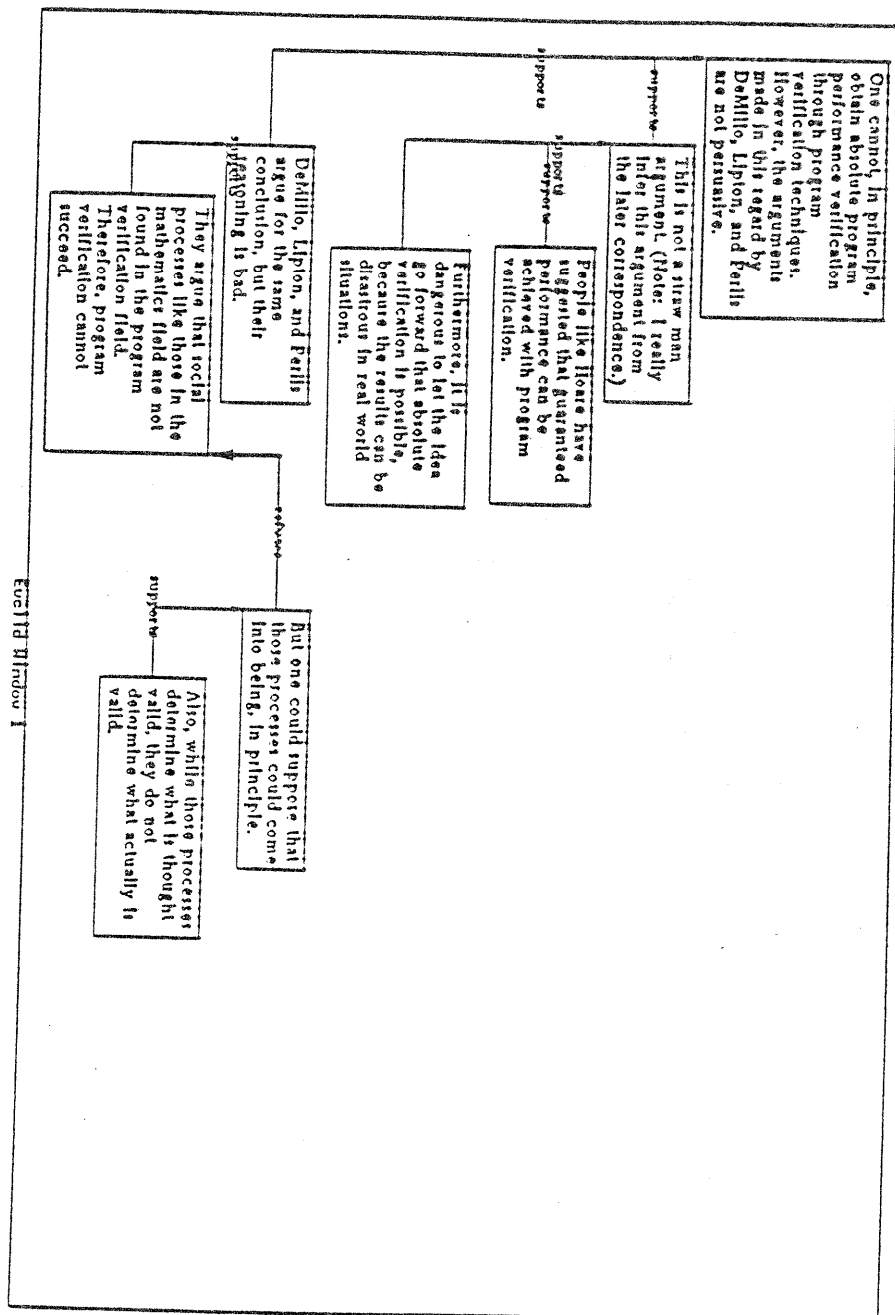 One cannot, in principle,
obtain absolute program
performance verification
through program
verification techniques.
However, the arguments
made in this regard by
DeMillo, Lipton, and Perlis
are not persuasive.
supports
This is not a straw man
argument. (Note: I really
infer this argument from
the later correspondence.)
supports
People like Hoare have
suggested that guaranteed
performance can be
achieved with program
verification.
supports
Furthermore, it is
dangerous to let the idea
go forward that absolute
verification is possible,
because the results can be
disastrous in real world
situations.
supports
DeMillo, Lipton, and Perlis
argue for the same
conclusion, but their
reasoning is bad.
supports
supports
They argue that social
processes like those in the
mathematics field are not
found in the program
verification field.
Therefore, program
verification cannot
succeed.
refutes
But one could suppose that
those processes could come
into being, in principle.
supports
Also, while those processes
determine what is thought
valid, they do not
determine what actually is
valid.
Euclid Window 1